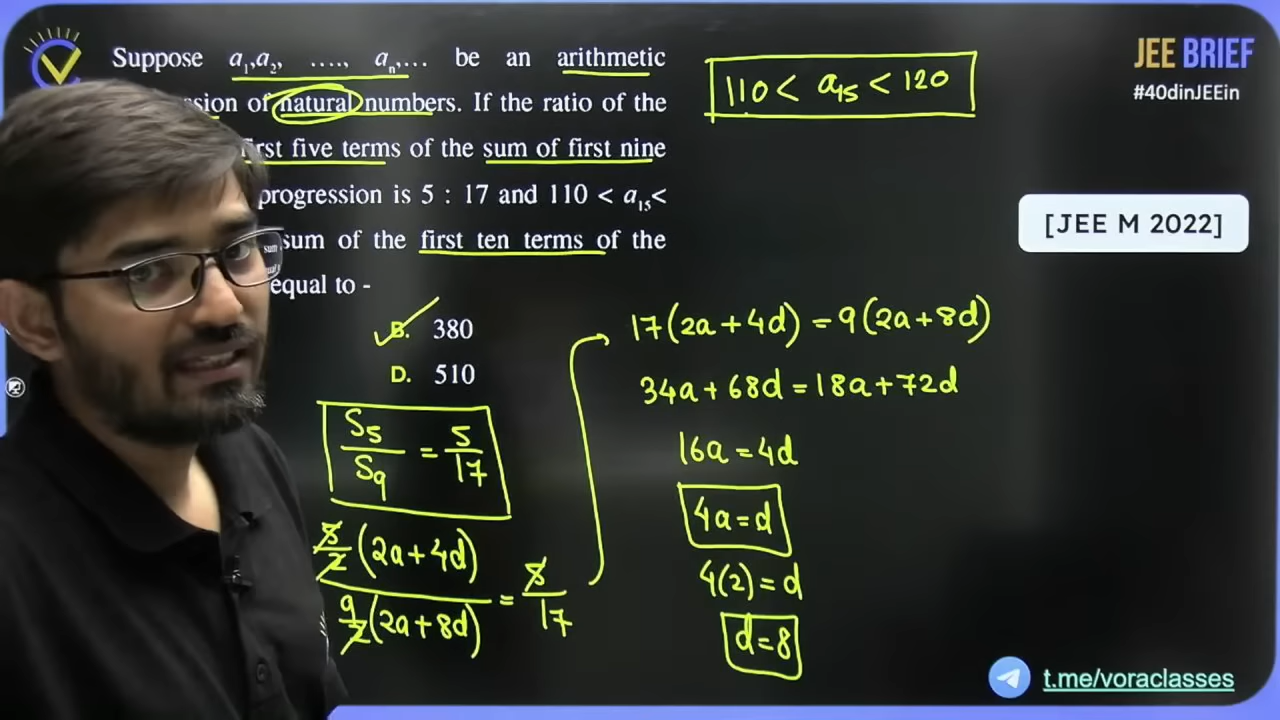 Suppose a₁,a₂, ...., aₙ,... be an arithmetic
sion of natural numbers. If the ratio of the
irst five terms of the sum of first nine
progression is 5 : 17 and 110 < a₁₅<
sum of the first ten terms of the
equal to -
B. 380
D. 510
S₅/S₉ = 5/17
5/2 (2a+4d) / 9/2 (2a+8d) = 5/17
110 < a₁₅ < 120
JEE BRIEF
#40dinJEEin
[JEE M 2022]
17(2a+4d) = 9(2a+8d)
34a+68d = 18a+72d
16a = 4d
4a = d
4(2) = d
d = 8
t.me/voraclasses